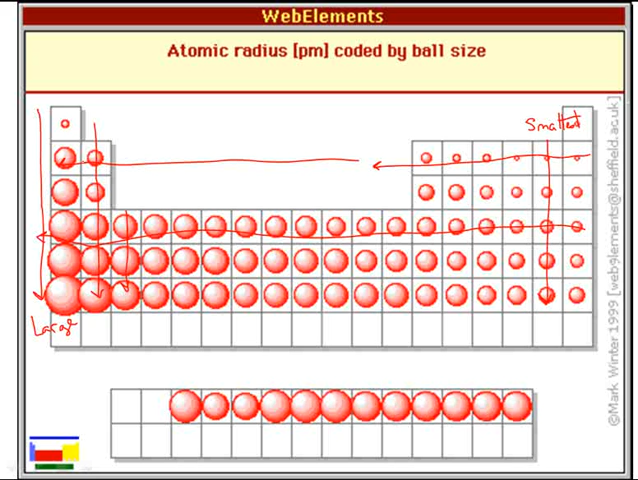 WebElements
Atomic radius [pm] coded by ball size
Smallest
Large
©Mark Winter 1999 [webelements@sheffield.ac.uk]